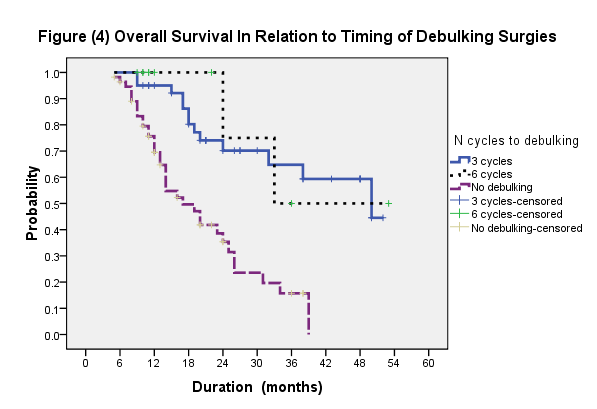 Figure (4) Overall Survival In Relation to Timing of Debulking Surgies
Probability
1.0
0.9
0.8
0.7
0.6
0.5
0.4
0.3
0.2
0.1
0.0
0 6 12 18 24 30 36 42 48 54 60
Duration (months)
N cycles to debulking
3 cycles
6 cycles
No debulking
3 cycles-censored
6 cycles-censored
No debulking-censored